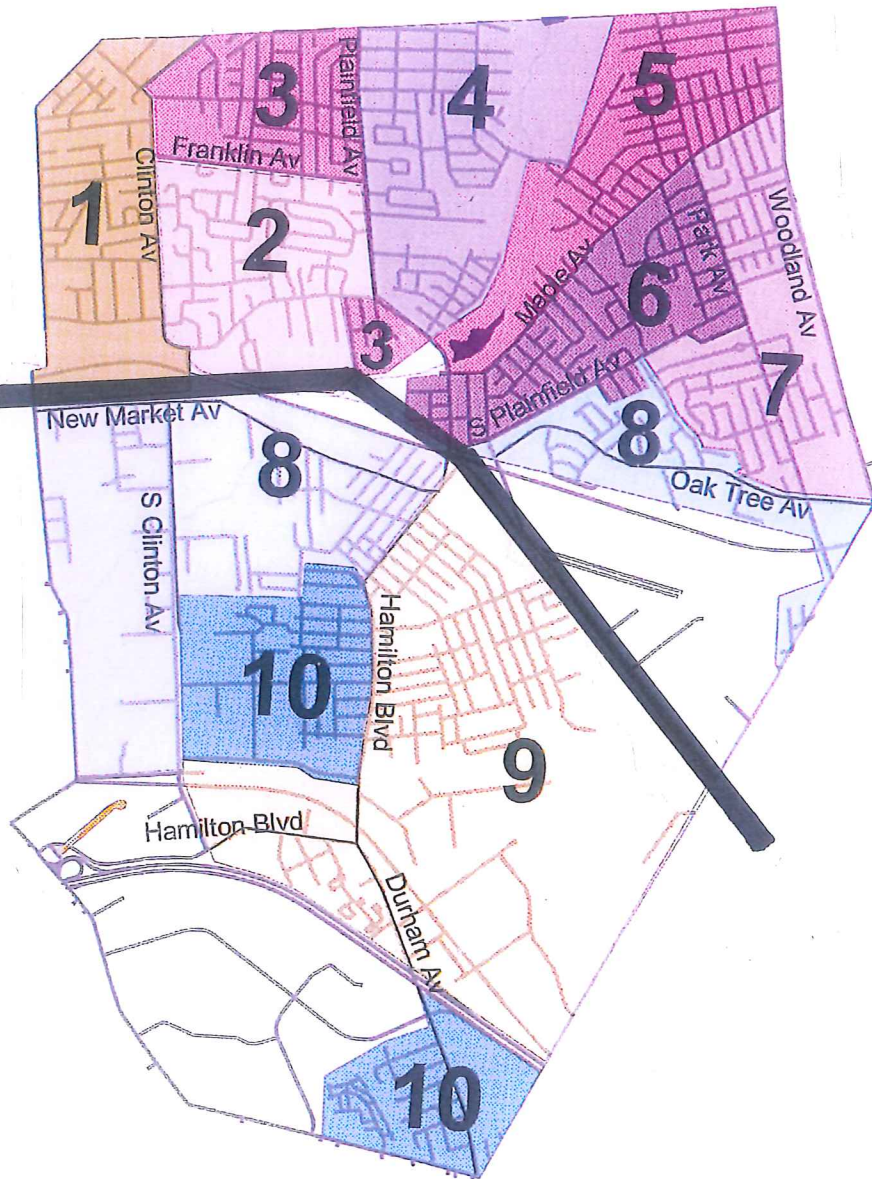 3
Plainfield Av
4
5
Franklin Av
Clinton Av
1
2
Park Av
Woodland Av
Maple Av
6
3
7
S Plainfield Av
New Market Av
8
8
Oak Tree Av
S Clinton Av
10
Hamilton Blvd
9
Hamilton Blvd
Durham Av
10